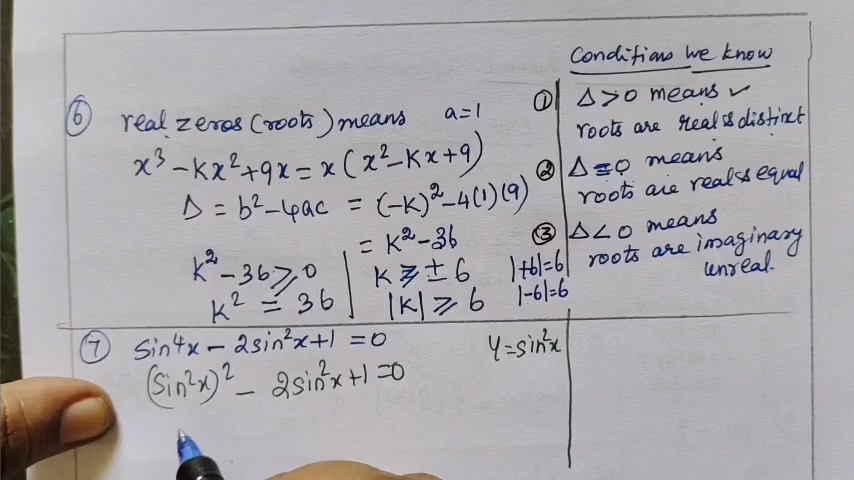 Conditions we know
⑥ real zeros (roots) means a=1
x³ - Kx² + 9x = x(x² - Kx + 9)
Δ = b² - 4ac = (-K)² - 4(1)(9)
= K² - 36
K² - 36 ≥ 0
K² = 36
K ≥ ± 6
|K| ≥ 6
|+6| = 6
|-6| = 6
① Δ > 0 means ✓
roots are real & distinct
② Δ = 0 means
roots are real & equal
③ Δ < 0 means
roots are imaginary
unreal.
⑦ sin⁴x - 2sin²x + 1 = 0 y = sin²x
(sin²x)² - 2sin²x + 1 = 0